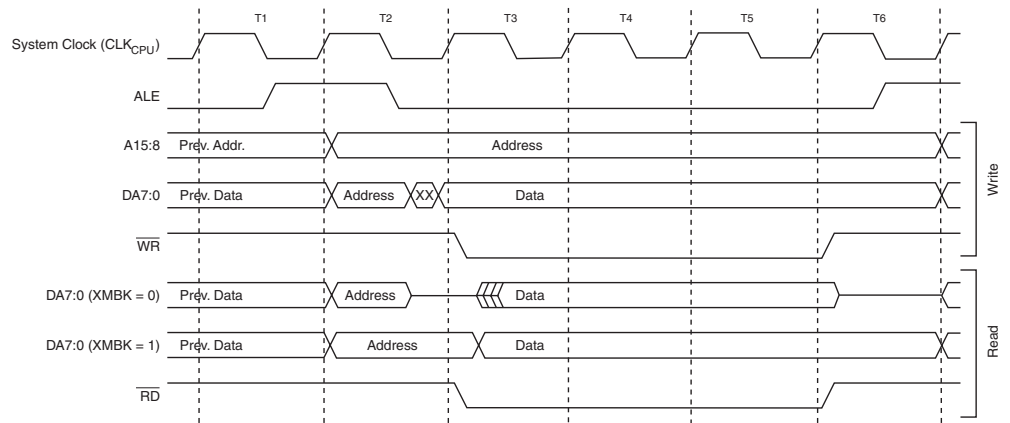 T1 T2 T3 T4 T5 T6
System Clock (CLKCPU)
ALE
A15:8 Prev. Addr. Address
DA7:0 Prev. Data Address XX Data
WR
Write
DA7:0 (XMBK = 0) Prev. Data Address Data
DA7:0 (XMBK = 1) Prev. Data Address Data
RD
Read